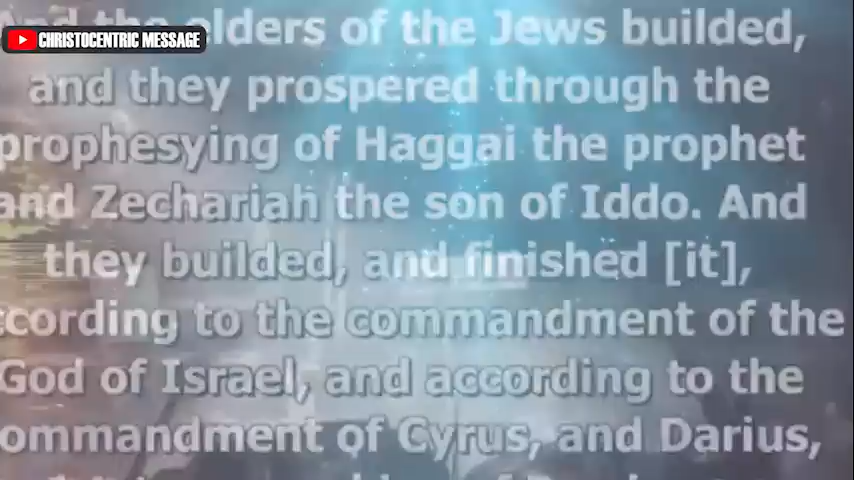 CHRISTOCENTRIC MESSAGE
And the elders of the Jews builded,
and they prospered through the
prophesying of Haggai the prophet
and Zechariah the son of Iddo. And
they builded, and finished [it],
ccording to the commandment of the
God of Israel, and according to the
ommandment of Cyrus, and Darius,